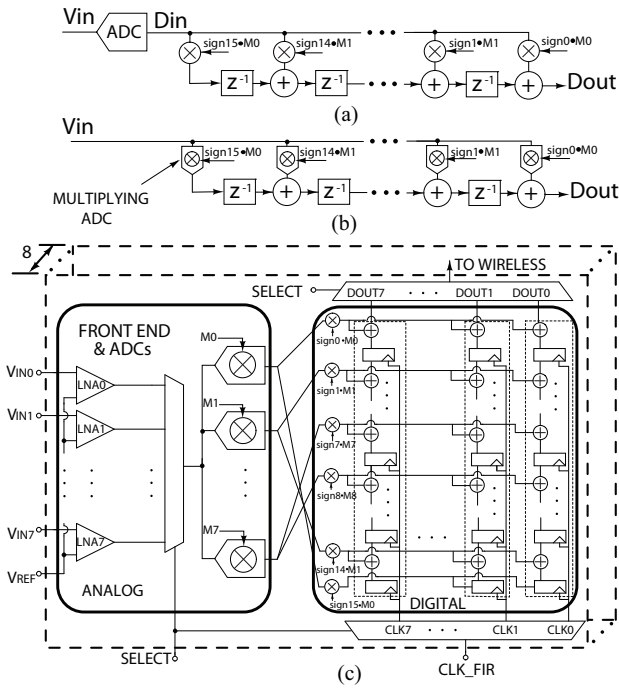 Vin ADC Din
sign15•M0 sign14•M1 sign1•M1 sign0•M0
z⁻¹ + z⁻¹ + z⁻¹ + Dout
(a)
Vin
sign15•M0 sign14•M1 sign1•M1 sign0•M0
MULTIPLYING
ADC
z⁻¹ + z⁻¹ + z⁻¹ + Dout
(b)
8
TO WIRELESS
SELECT
DOUT7 DOUT1 DOUT0
FRONT END
& ADCs
M0
sign0•M0
VIN0 LNA0
M1
sign1•M1
VIN1 LNA1
sign7•M7
sign8•M8
M7
VIN7 LNA7
sign14•M1
VREF
ANALOG
DIGITAL
sign15•M0
CLK7 CLK1 CLK0
SELECT
CLK_FIR
(c)